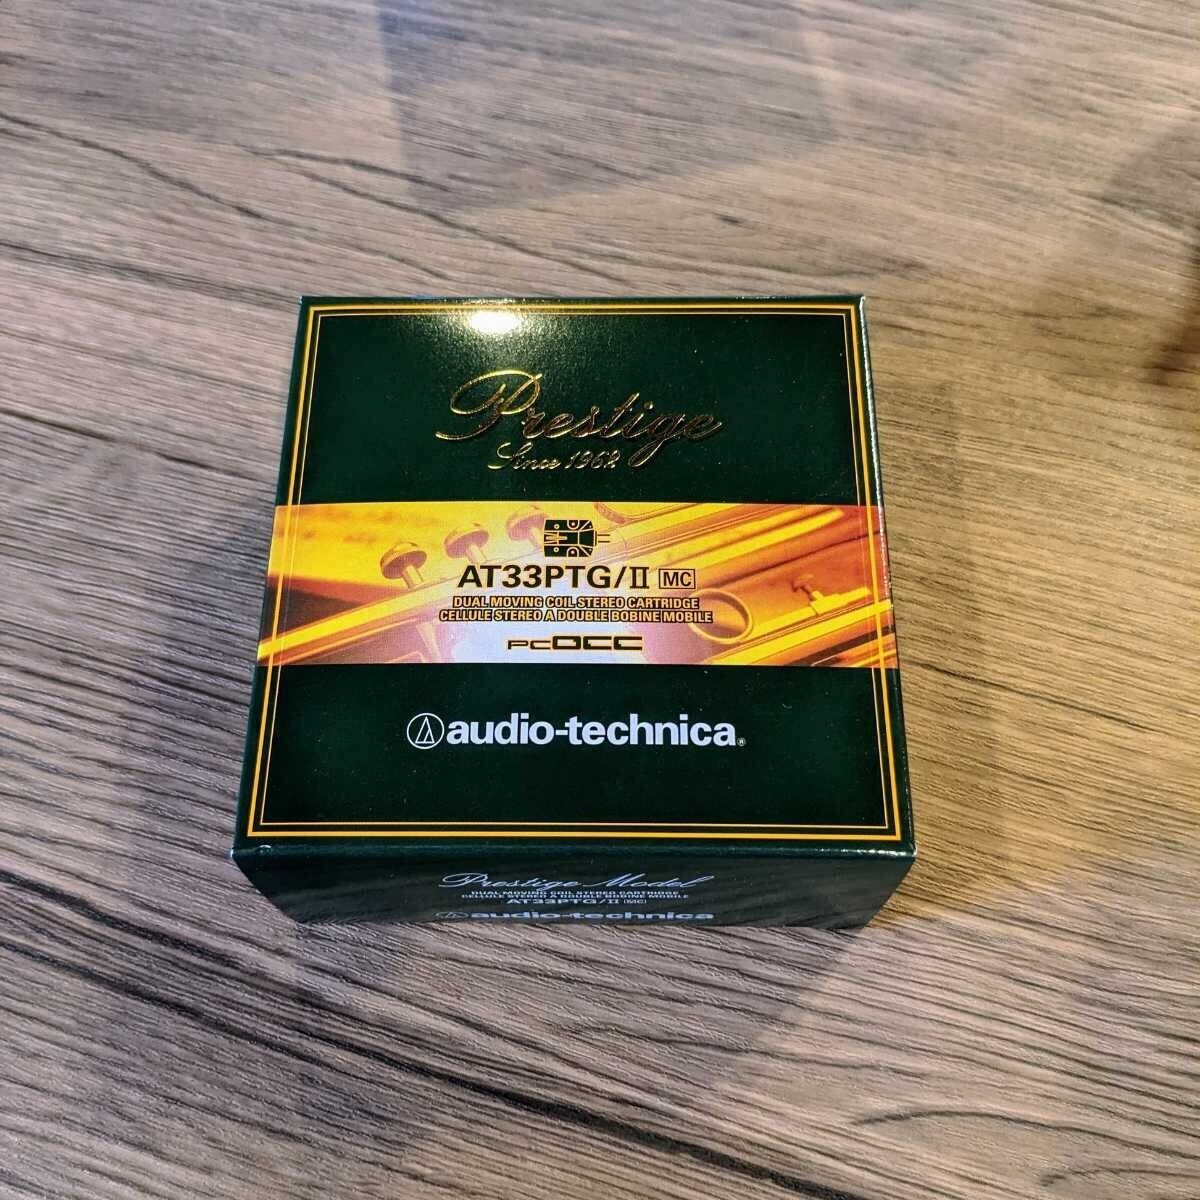 Prestige
Since 1962
AT33PTG/II MC
DUAL MOVING COIL STEREO CARTRIDGE
CELLULE STEREO A DOUBLE BOBINE MOBILE
PCOCC
audio-technica®
Prestige Model
DUAL MOVING COIL STEREO CARTRIDGE
CELLULE STEREO A DOUBLE BOBINE MOBILE
AT33PTG/II MC
audio-technica